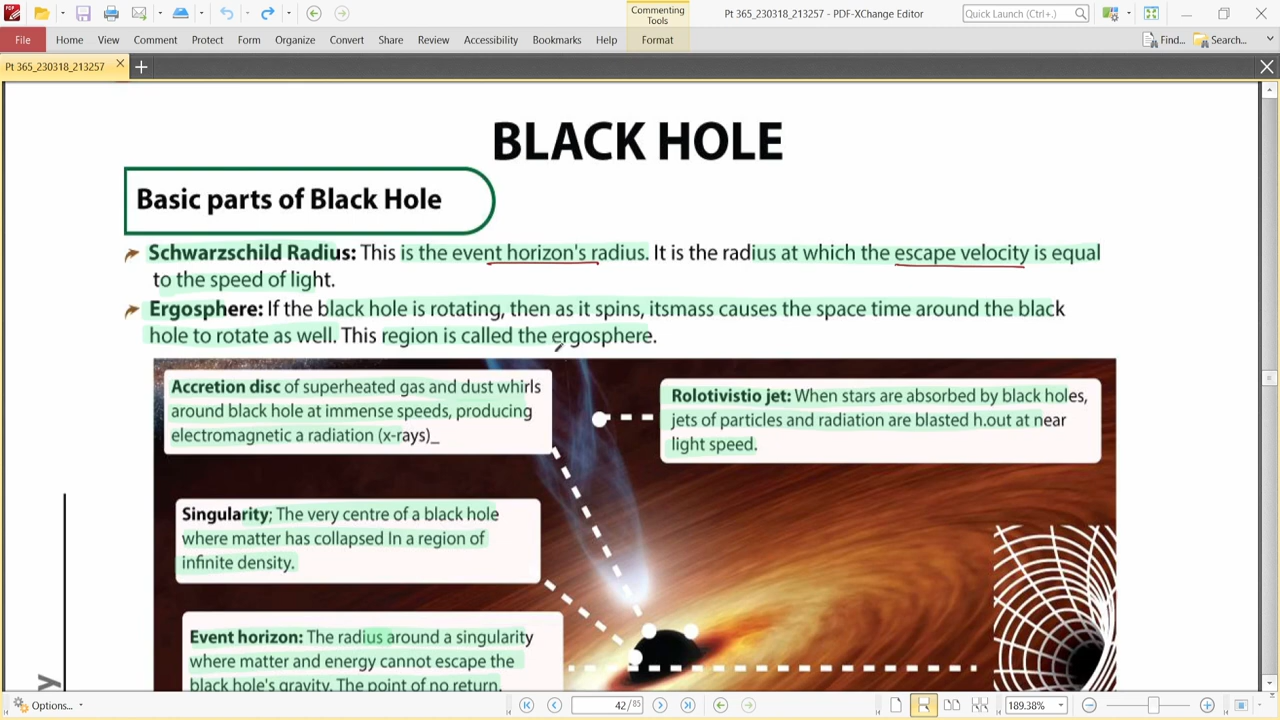 Commenting
Tools
Pt 365_230318_213257 - PDF-XChange Editor
Quick Launch (Ctrl+.)
File Home View Comment Protect Form Organize Convert Share Review Accessibility Bookmarks Help Format Find... Search...
Pt 365_230318_213257
BLACK HOLE
Basic parts of Black Hole
Schwarzschild Radius: This is the event horizon's radius. It is the radius at which the escape velocity is equal
to the speed of light.
Ergosphere: If the black hole is rotating, then as it spins, itsmass causes the space time around the black
hole to rotate as well. This region is called the ergosphere.
Accretion disc of superheated gas and dust whirls
around black hole at immense speeds, producing
electromagnetic a radiation (x-rays)_
Rolotivistio jet: When stars are absorbed by black holes,
jets of particles and radiation are blasted h.out at near
light speed.
Singularity; The very centre of a black hole
where matter has collapsed In a region of
infinite density.
Event horizon: The radius around a singularity
where matter and energy cannot escape the
black hole's gravity. The point of no return.
y
Options...
42 / 85
189.38%